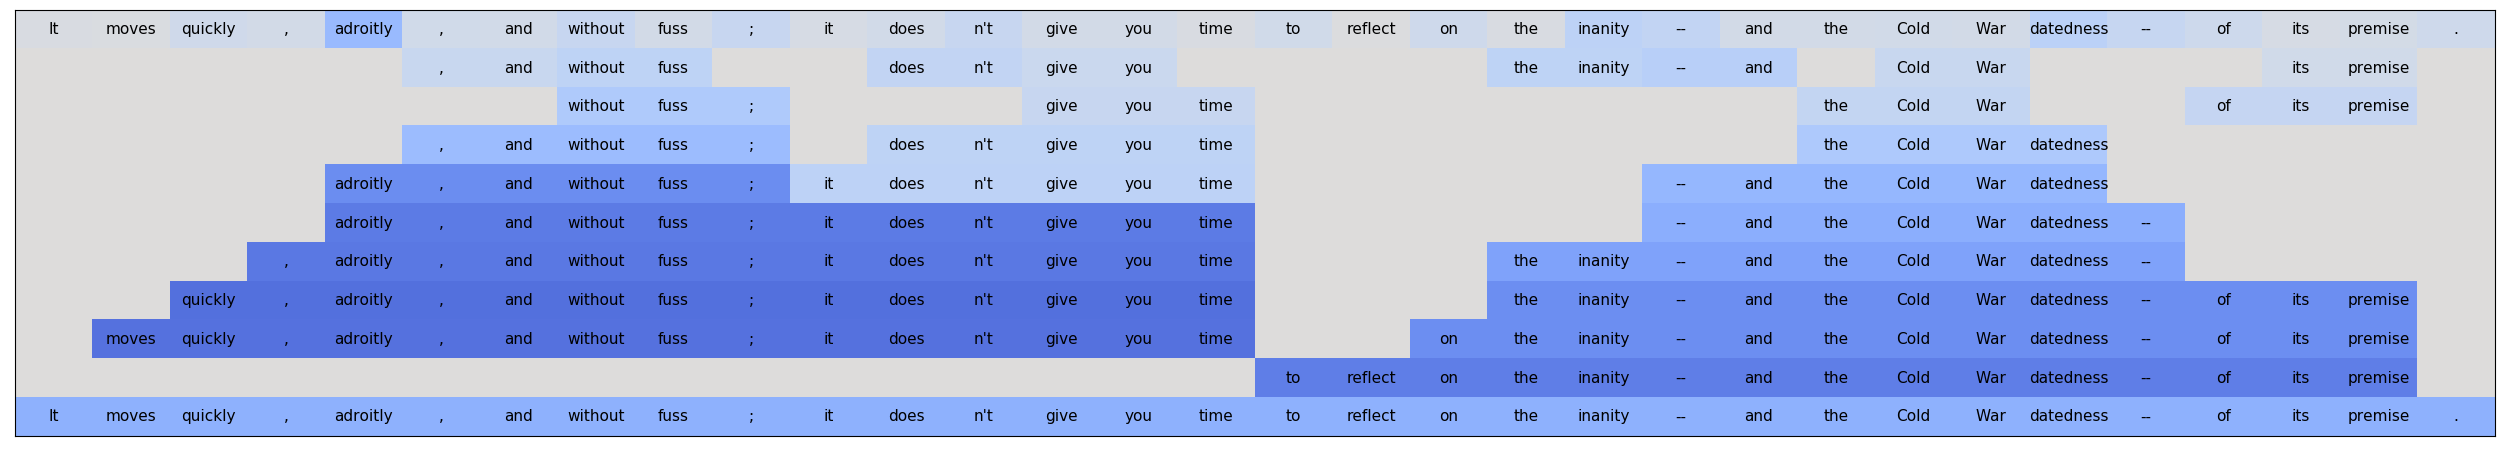 It moves quickly , adroitly , and without fuss ; it does n't give you time to reflect on the inanity -- and the Cold War datedness -- of its premise .
, and without fuss does n't give you the inanity -- and Cold War its premise
without fuss ; give you time the Cold War of its premise
, and without fuss ; does n't give you time the Cold War datedness
adroitly , and without fuss ; it does n't give you time -- and the Cold War datedness
adroitly , and without fuss ; it does n't give you time -- and the Cold War datedness --
, adroitly , and without fuss ; it does n't give you time the inanity -- and the Cold War datedness --
quickly , adroitly , and without fuss ; it does n't give you time the inanity -- and the Cold War datedness -- of its premise
moves quickly , adroitly , and without fuss ; it does n't give you time on the inanity -- and the Cold War datedness -- of its premise
to reflect on the inanity -- and the Cold War datedness -- of its premise
It moves quickly , adroitly , and without fuss ; it does n't give you time to reflect on the inanity -- and the Cold War datedness -- of its premise .